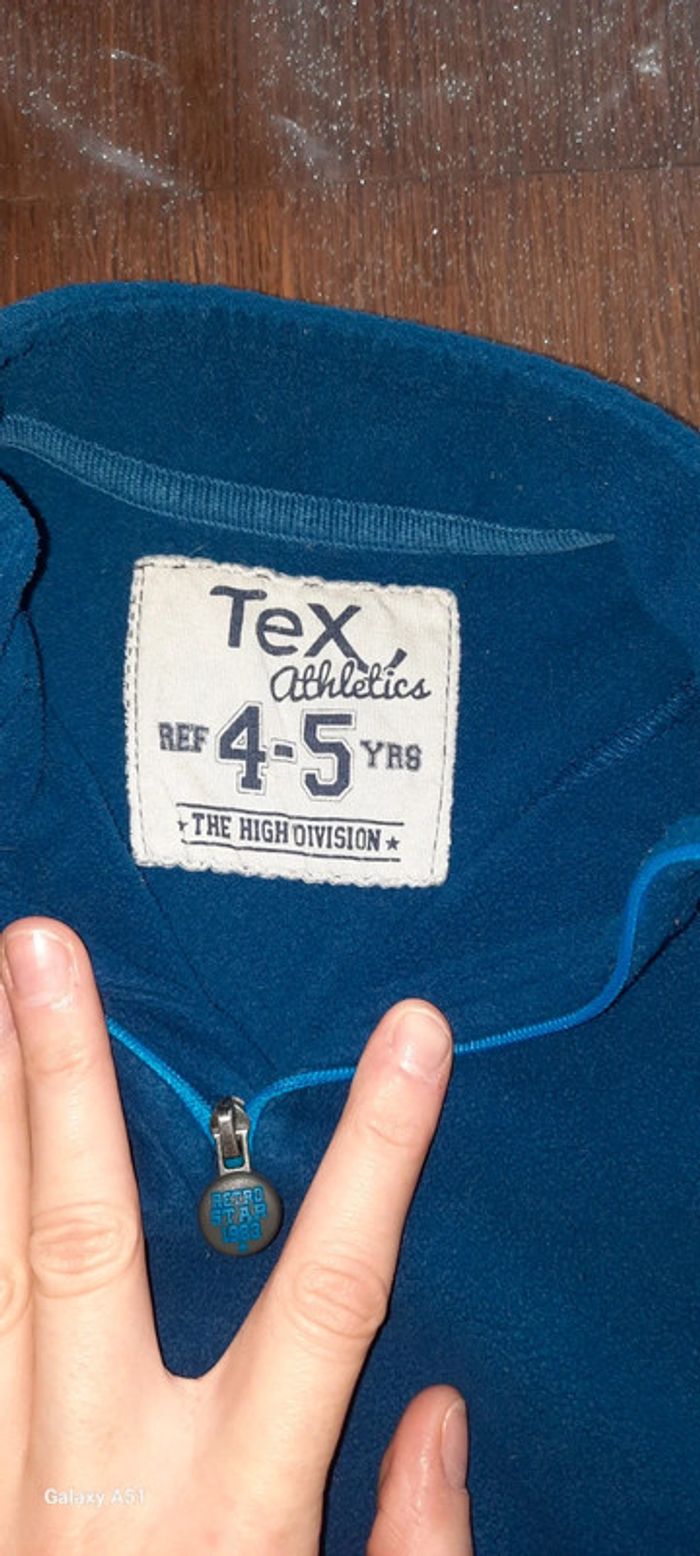 TeX
Athletics
REF 4-5 YRS
THE HIGH DIVISION
RETRO
STAR
1983
Galaxy A51